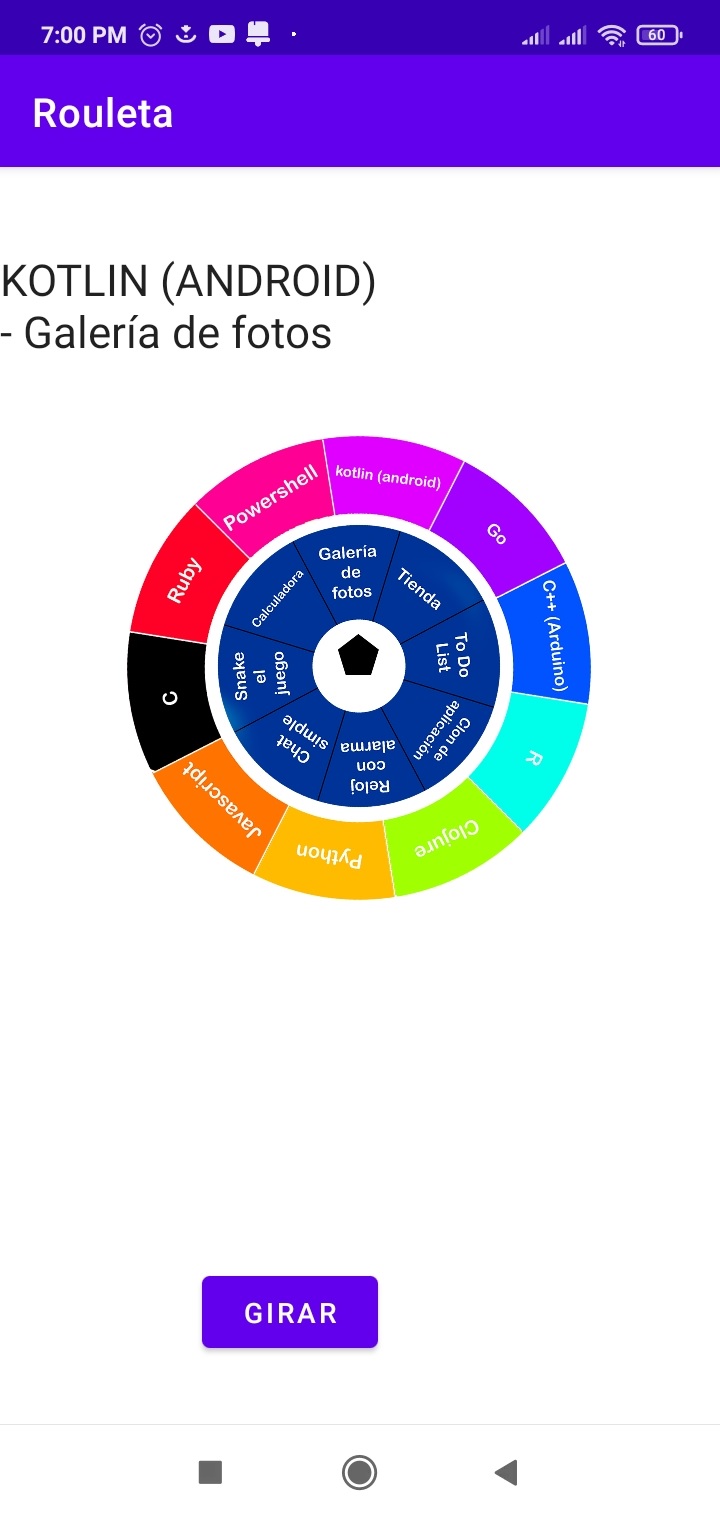 7:00 PM
60
Rouleta
KOTLIN (ANDROID)
- Galería de fotos
kotlin (android)
Go
C++ (Arduino)
R
Clojure
Python
Javascript
C
Ruby
Powershell
Galería
de
fotos
Tienda
To Do
List
Clon de
aplicación
Reloj
con
alarma
Chat
simple
Snake
el
juego
Calculadora
GIRAR